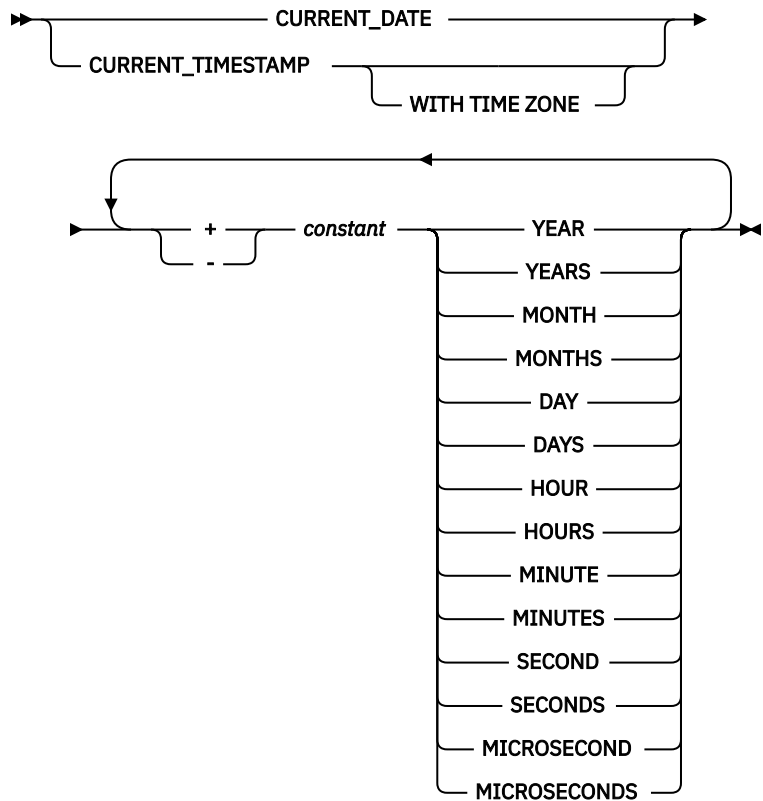 CURRENT_DATE
CURRENT_TIMESTAMP
WITH TIME ZONE
+ constant YEAR
-
YEARS
MONTH
MONTHS
DAY
DAYS
HOUR
HOURS
MINUTE
MINUTES
SECOND
SECONDS
MICROSECOND
MICROSECONDS